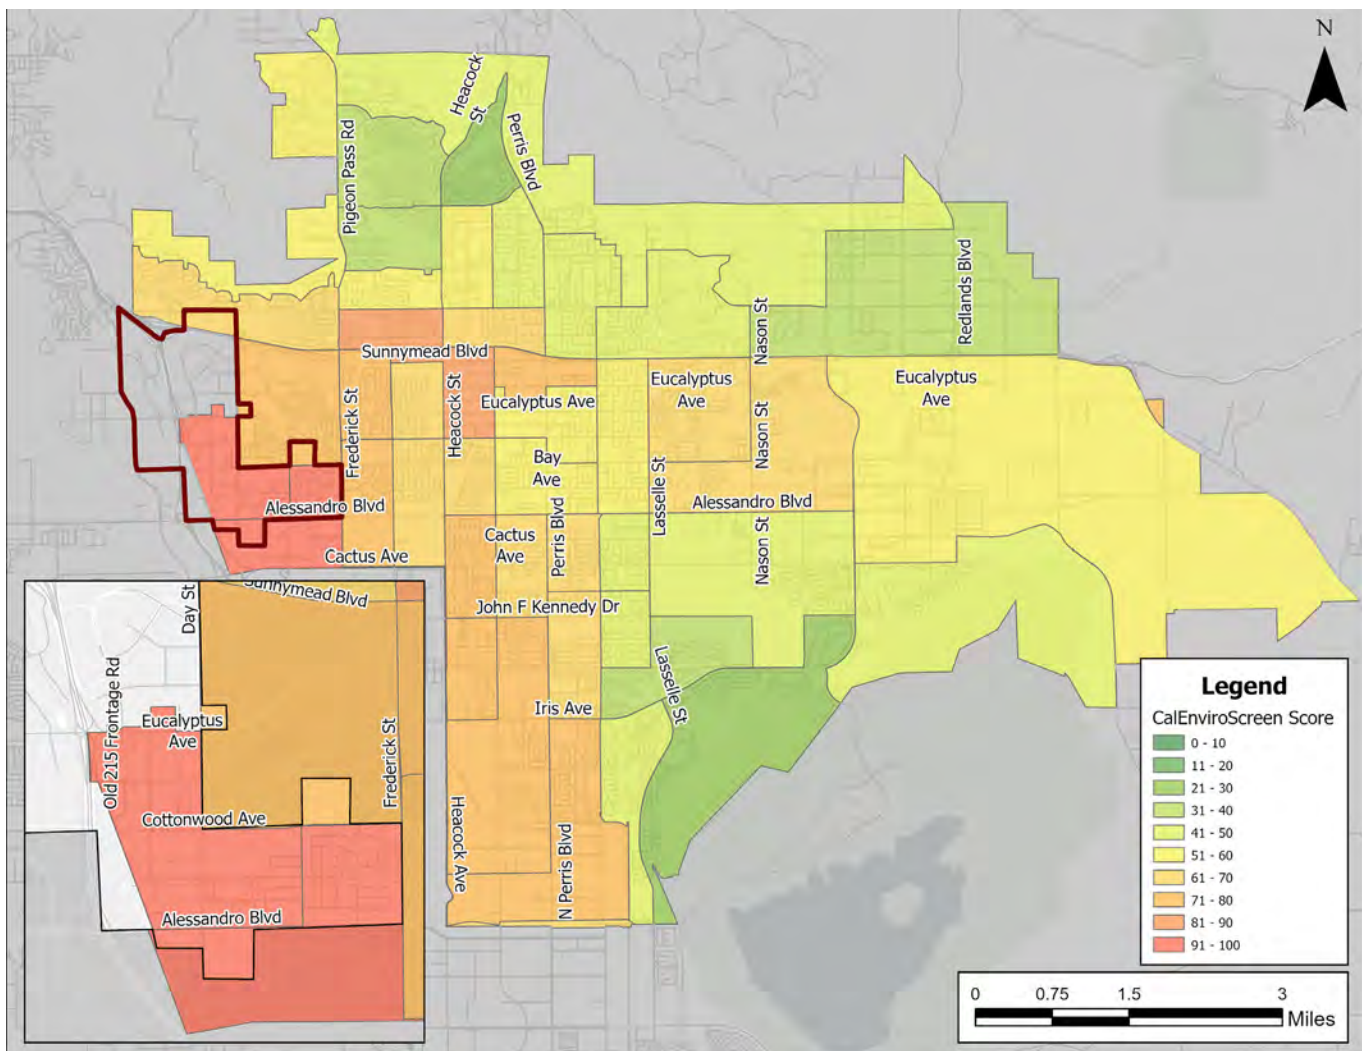 N
Heacock
St
Perris Blvd
Pigeon Pass Rd
Redlands Blvd
Nason St
Sunnymead Blvd
Eucalyptus
Ave
Eucalyptus
Ave
Eucalyptus Ave
Heacock St
Frederick St
Nason St
Bay
Ave
Lasselle St
Alessandro Blvd
Alessandro Blvd
Perris Blvd
Cactus
Ave
Nason St
Cactus Ave
John F Kennedy Dr
Lasselle St
Iris Ave
Heacock Ave
N Perris Blvd
Sunnymead Blvd
Day St
Old 215 Frontage Rd
Eucalyptus
Ave
Frederick St
Cottonwood Ave
Alessandro Blvd
Legend
CalEnviroScreen Score
0 - 10
11 - 20
21 - 30
31 - 40
41 - 50
51 - 60
61 - 70
71 - 80
81 - 90
91 - 100
0 0.75 1.5 3
Miles